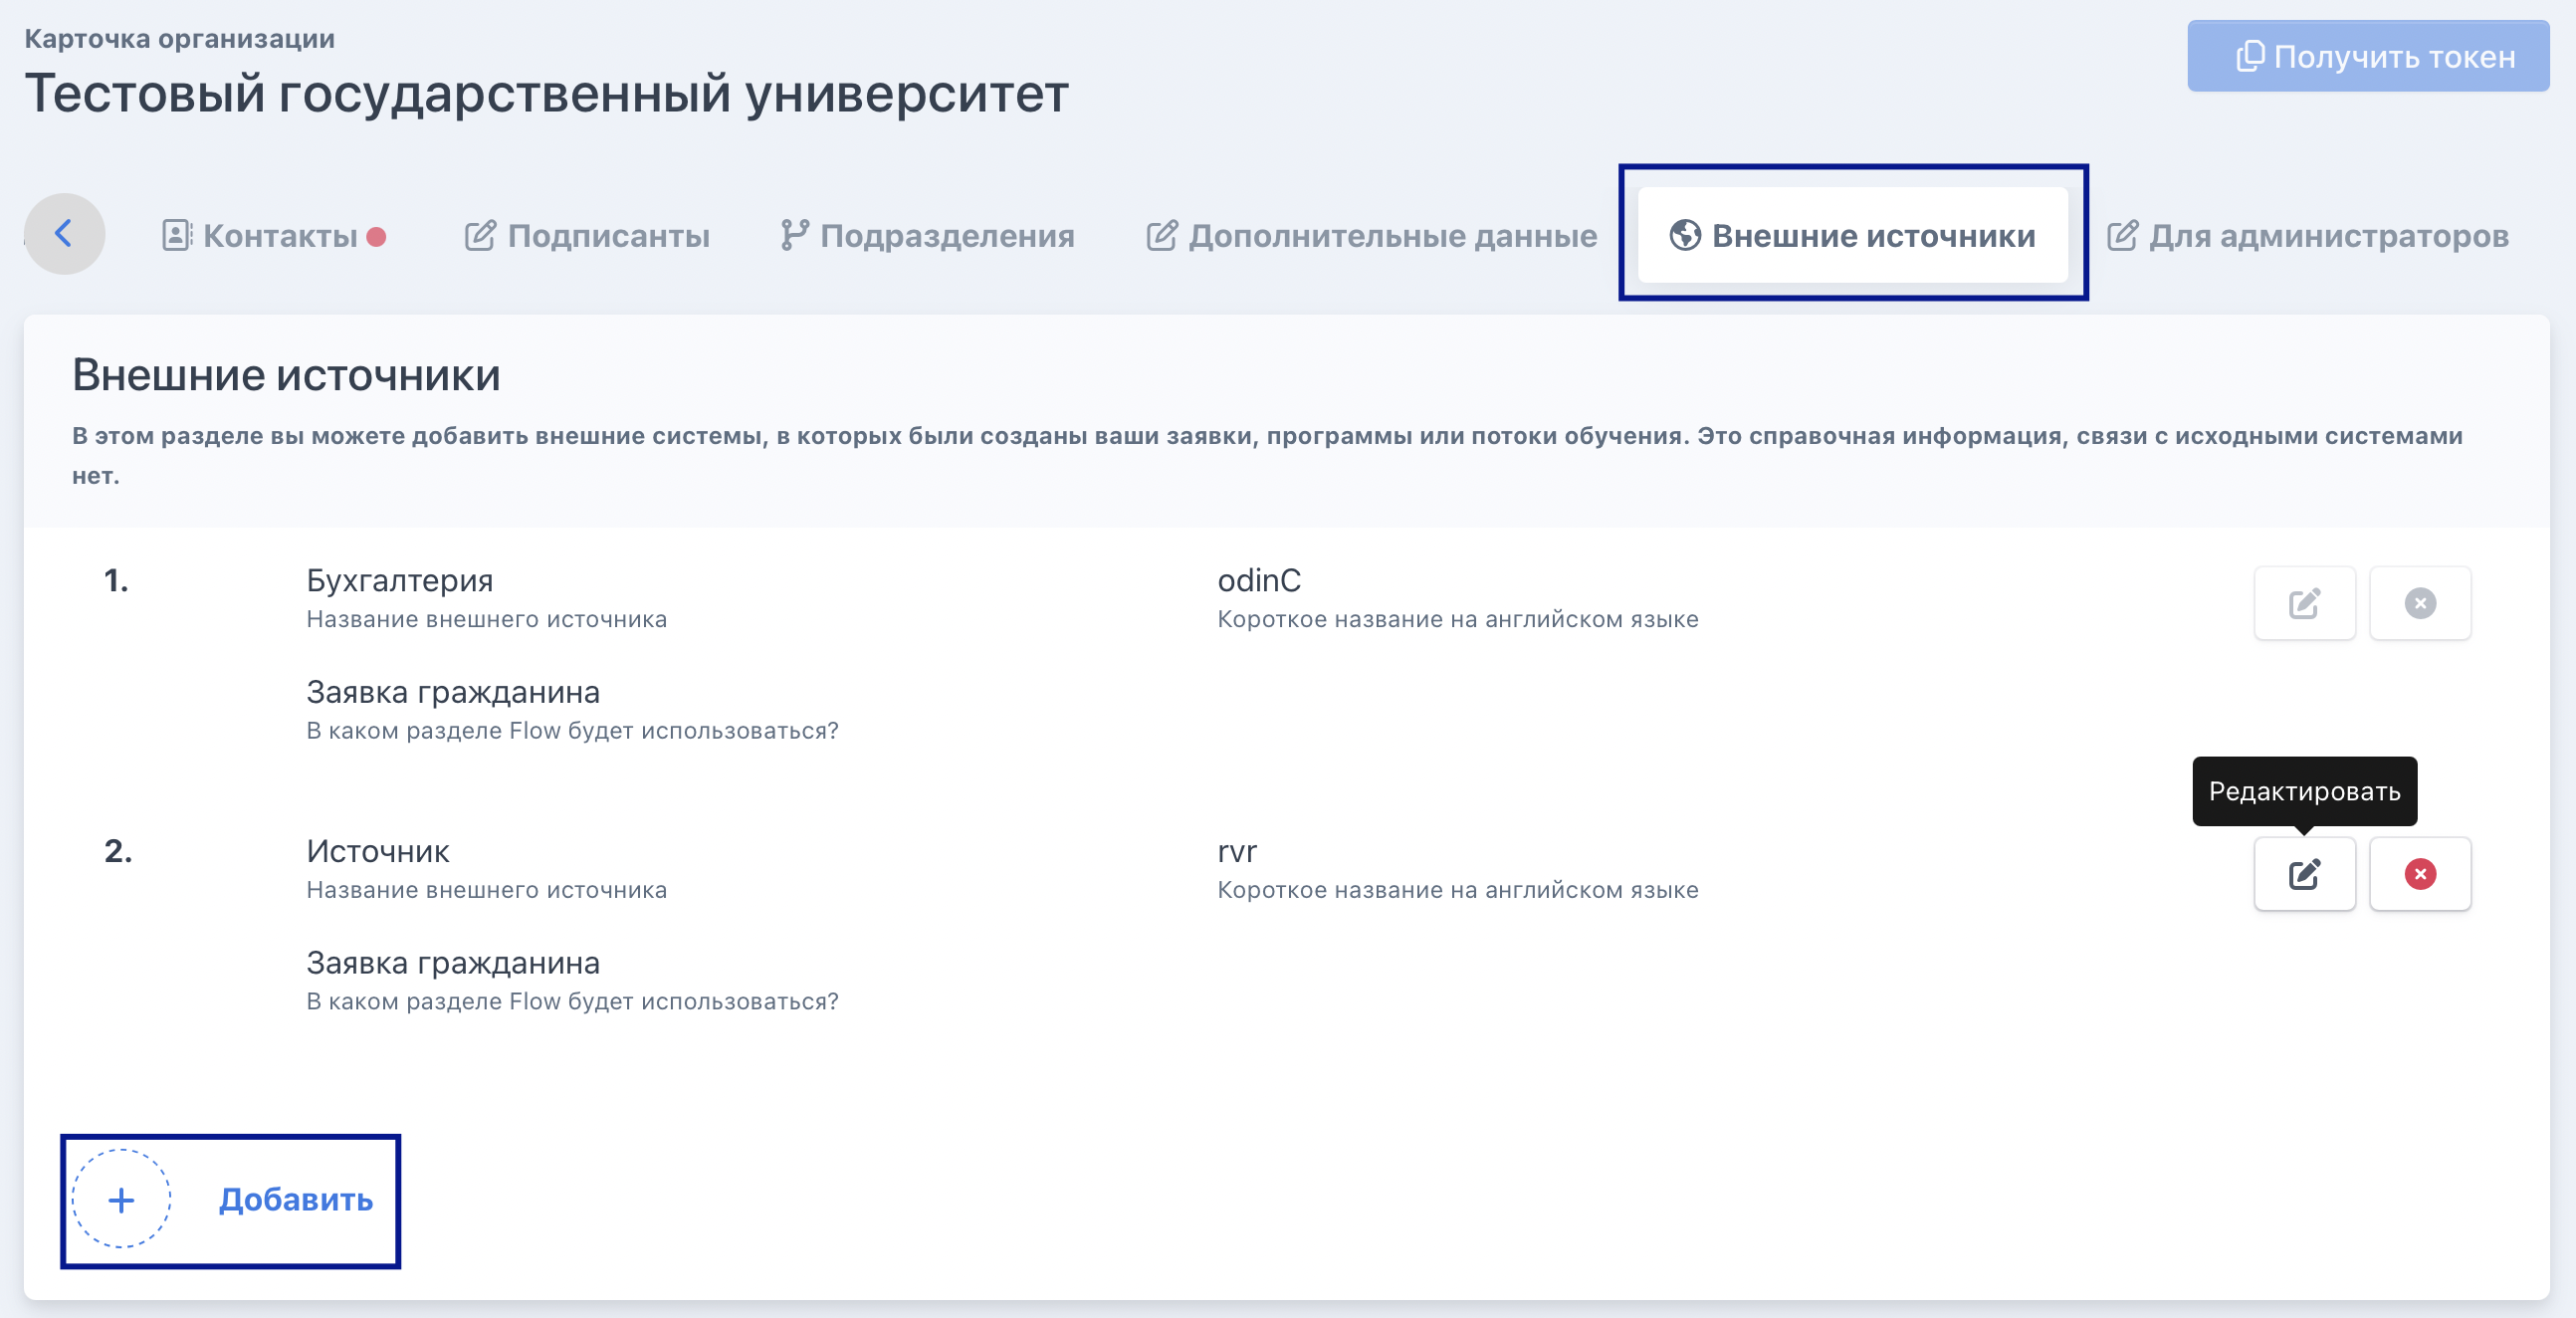 Карточка организации
Тестовый государственный университет
Получить токен
Контакты
Подписанты
Подразделения
Дополнительные данные
Внешние источники
Для администраторов
Внешние источники
В этом разделе вы можете добавить внешние системы, в которых были созданы ваши заявки, программы или потоки обучения. Это справочная информация, связи с исходными системами
нет.
1.
Бухгалтерия
Название внешнего источника
odinC
Короткое название на английском языке
Заявка гражданина
В каком разделе Flow будет использоваться?
Редактировать
2.
Источник
Название внешнего источника
rvr
Короткое название на английском языке
Заявка гражданина
В каком разделе Flow будет использоваться?
+ Добавить